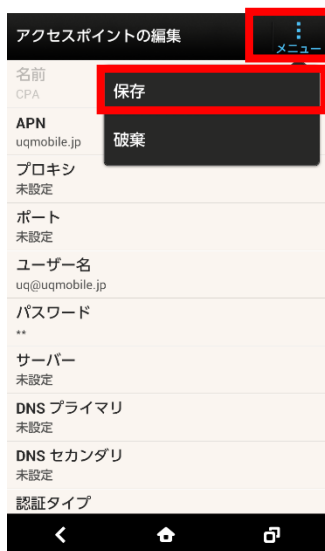 アクセスポイントの編集
メニュー
名前
CPA
保存
APN
uqmobile.jp
破棄
プロキシ
未設定
ポート
未設定
ユーザー名
uq@uqmobile.jp
パスワード
**
サーバー
未設定
DNS プライマリ
未設定
DNS セカンダリ
未設定
認証タイプ